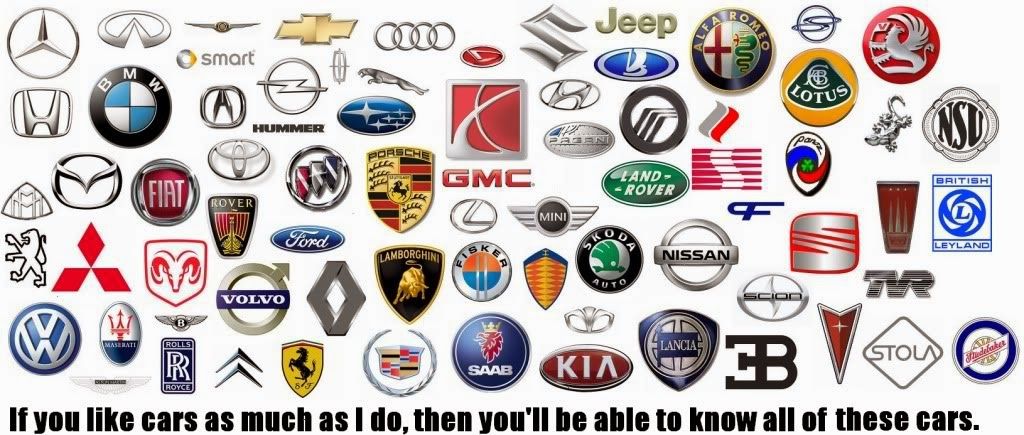 Jeep
ALFA ROMEO
smart
BMW
LOTUS
HUMMER
PAGANI
NSU
PORSCHE
FIAT
GMC
LAND-
-ROVER
BRITISH
LEYLAND
ROVER
MINI
Ford
SKODA
AUTO
NISSAN
LAMBORGHINI
FISKER
VOLVO
SCION
TVR
MASERATI
ROLLS
RR
ROYCE
SAAB
KIA
LANCIA
EB
STOLA
Studebaker
If you like cars as much as I do, then you'll be able to know all of these cars.